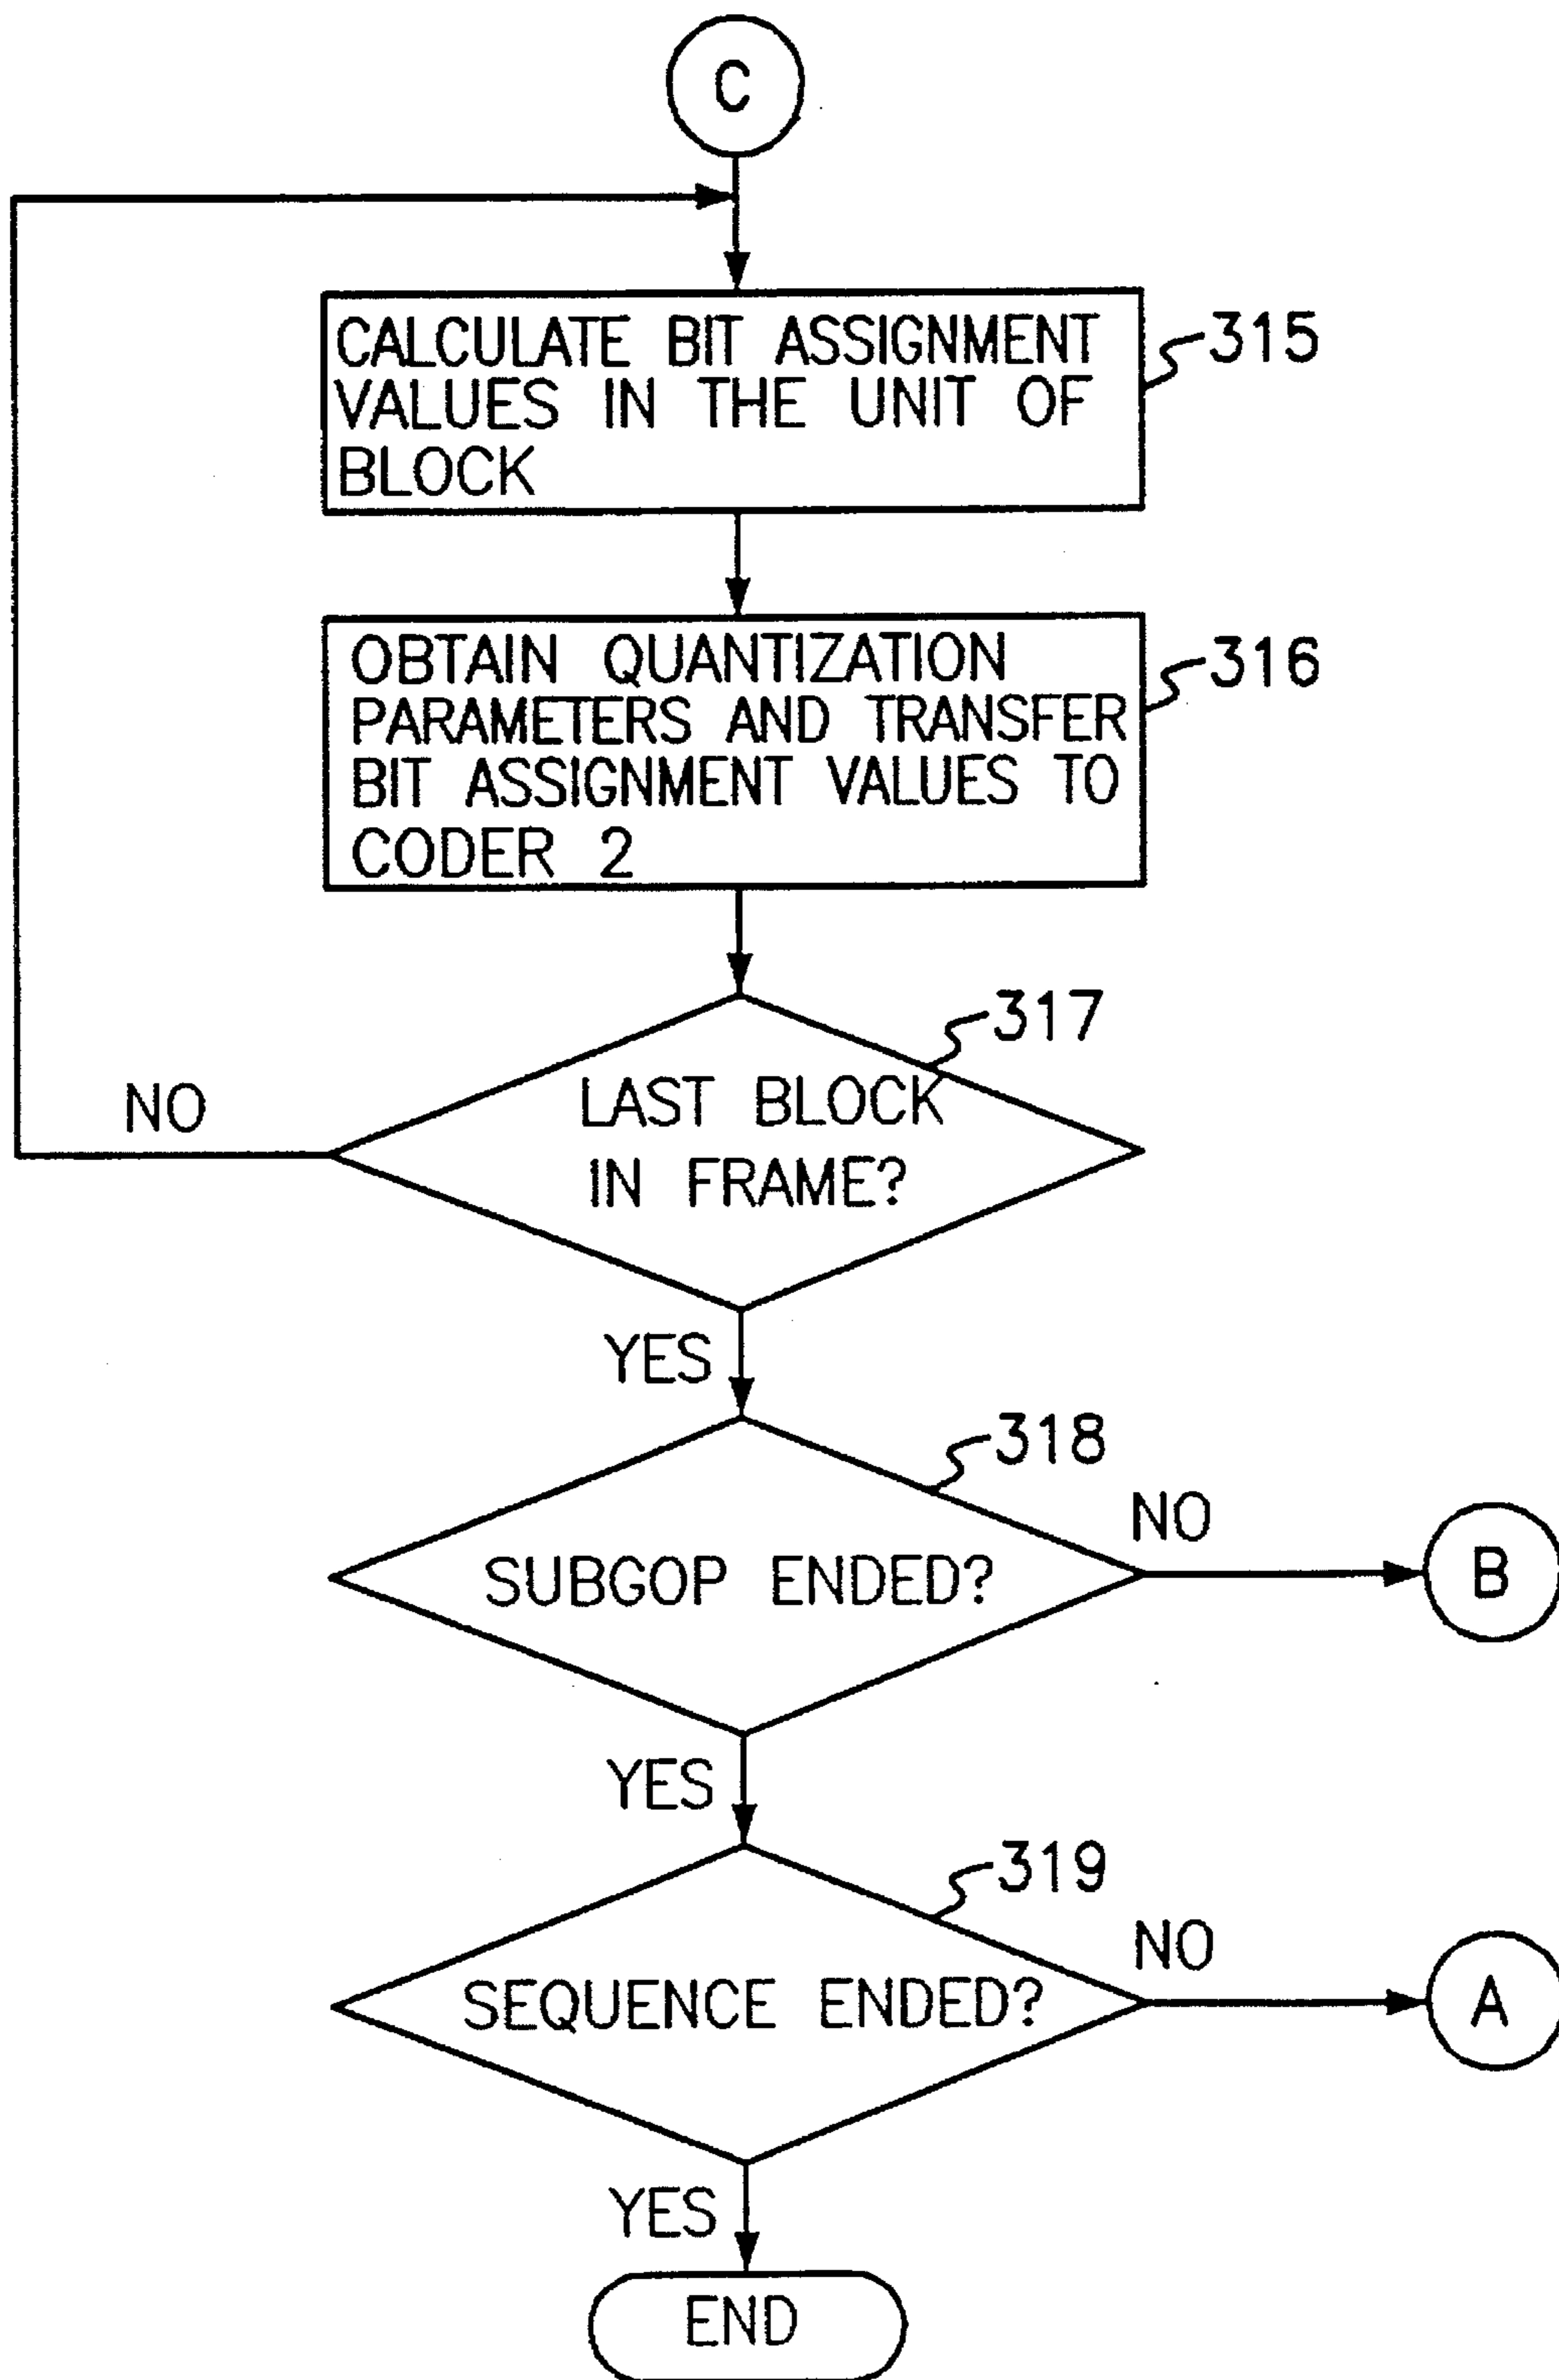 C
CALCULATE BIT ASSIGNMENT
VALUES IN THE UNIT OF
BLOCK
315
OBTAIN QUANTIZATION
PARAMETERS AND TRANSFER
BIT ASSIGNMENT VALUES TO
CODER 2
316
317
LAST BLOCK
IN FRAME?
NO
YES
318
SUBGOP ENDED?
NO
B
YES
319
SEQUENCE ENDED?
NO
A
YES
END